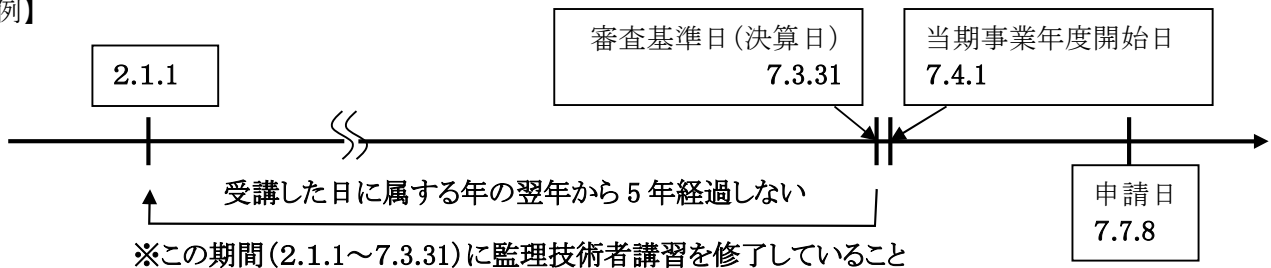 例】
審査基準日(決算日)
7.3.31
当期事業年度開始日
7.4.1
2.1.1
受講した日に属する年の翌年から5年経過しない
申請日
7.7.8
※この期間(2.1.1~7.3.31)に監理技術者講習を修了していること